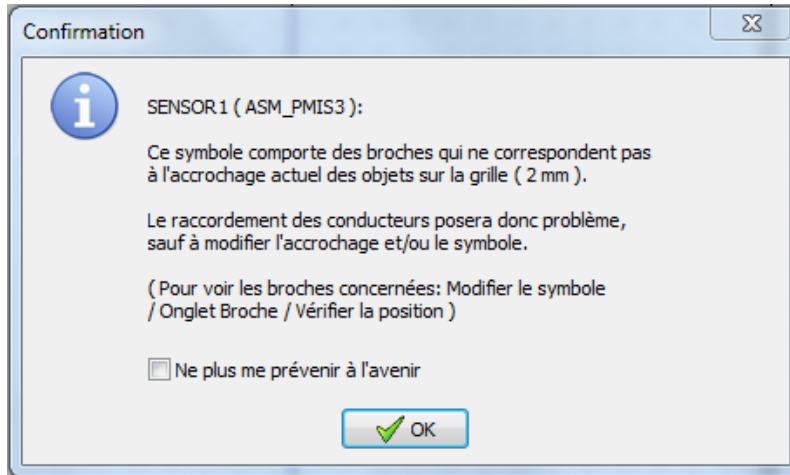 Confirmation
SENSOR1 ( ASM_PMIS3 ):
Ce symbole comporte des broches qui ne correspondent pas
à l'accrochage actuel des objets sur la grille ( 2 mm ).
Le raccordement des conducteurs posera donc problème,
sauf à modifier l'accrochage et/ou le symbole.
( Pour voir les broches concernées: Modifier le symbole
/ Onglet Broche / Vérifier la position )
Ne plus me prévenir à l'avenir
OK